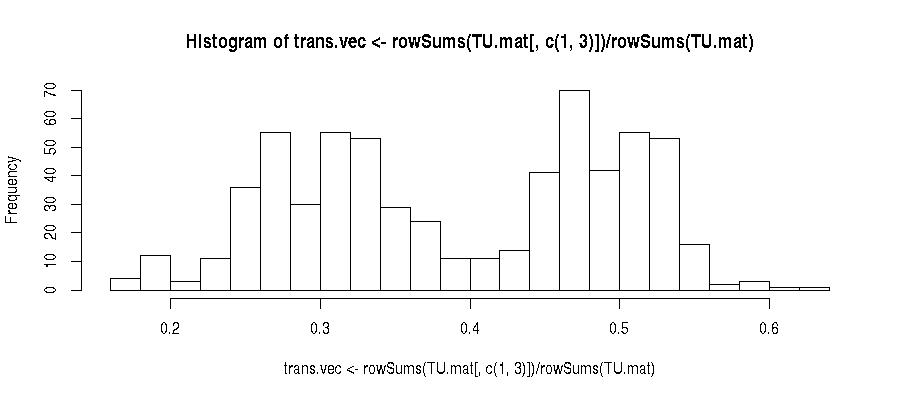 Histogram of trans.vec <- rowSums(TU.mat[, c(1, 3)])/rowSums(TU.mat)
Frequency
70
60
50
40
30
20
10
0
0.2 0.3 0.4 0.5 0.6
trans.vec <- rowSums(TU.mat[, c(1, 3)])/rowSums(TU.mat)